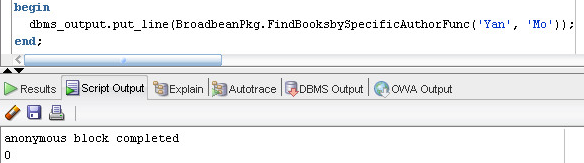 begin
dbms_output.put_line(BroadbeanPkg.FindBooksbySpecificAuthorFunc('Yan', 'Mo'));
end;
Results Script Output Explain Autotrace DBMS Output OWA Output
anonymous block completed
0